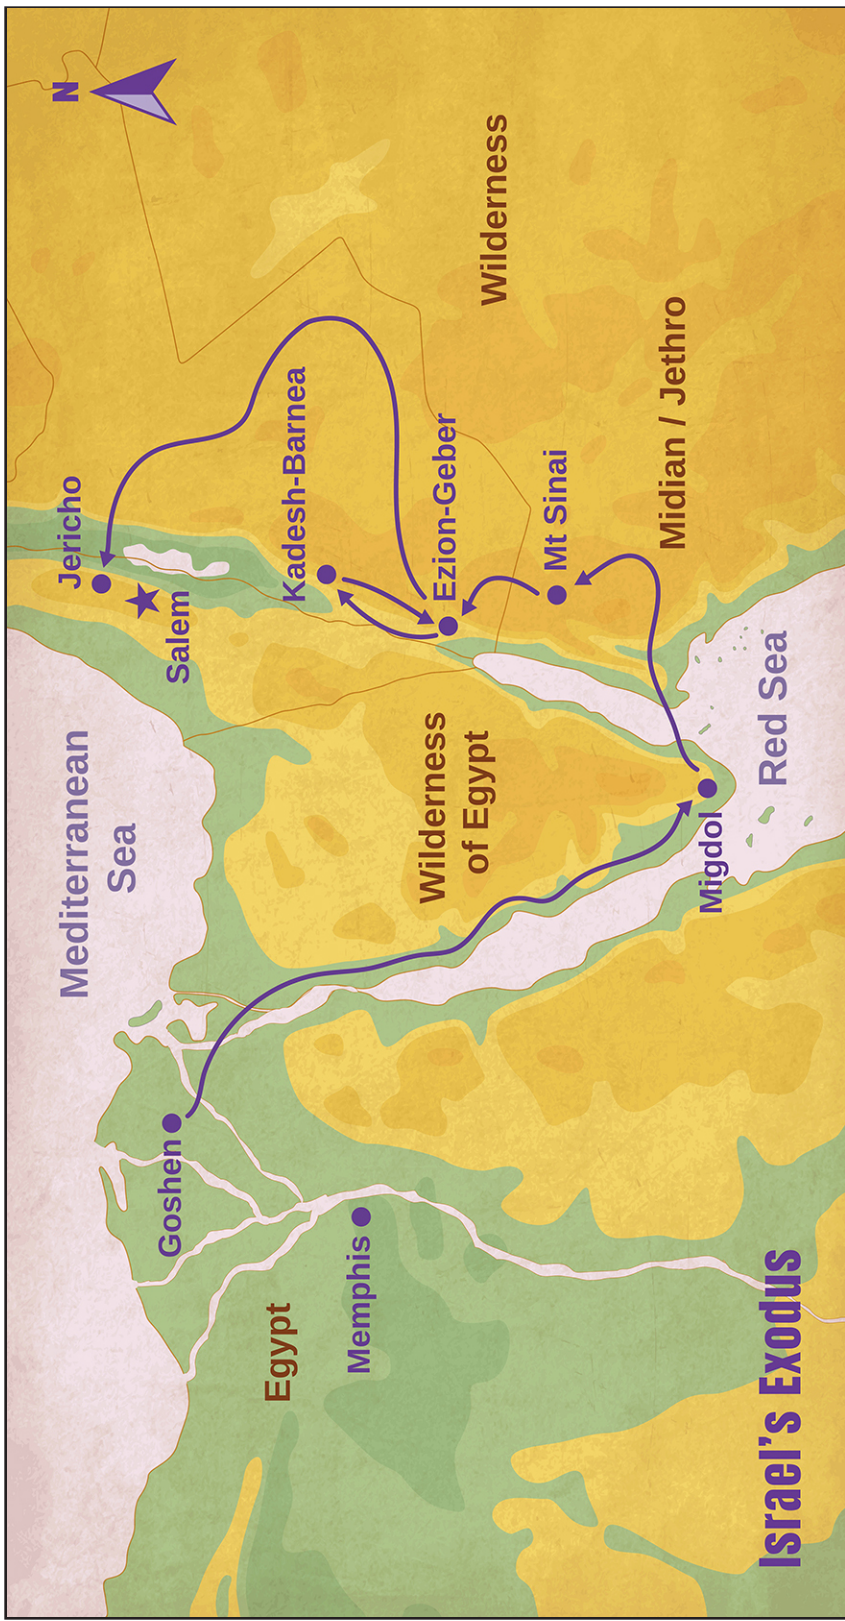 N
Mediterranean
Sea
Jericho
Salem
Goshen
Kadesh-Barnea
Egypt
Memphis
Wilderness
of Egypt
Ezion-Geber
Wilderness
Mt Sinai
Midian / Jethro
Migdol
Red Sea
Israel's Exodus